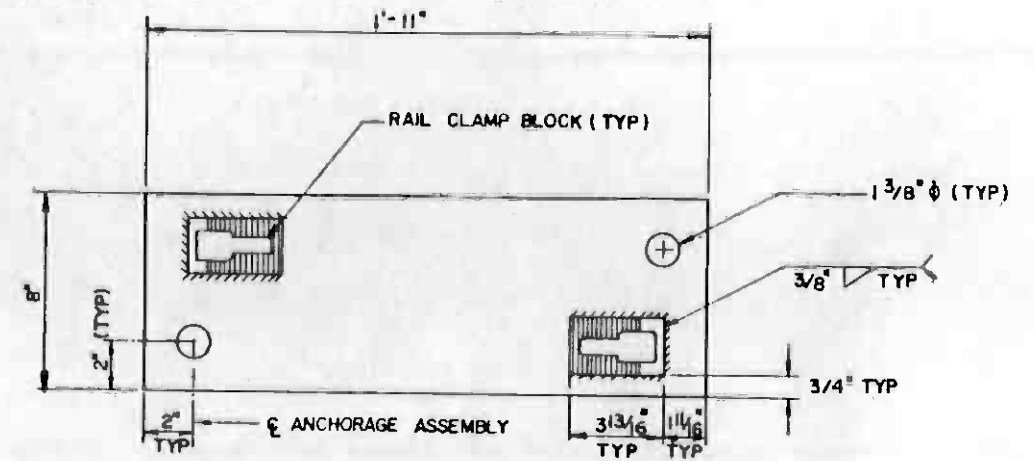 1'-11"
RAIL CLAMP BLOCK (TYP)
1 3/8" ϕ (TYP)
3/8" TYP
8"
2" (TYP)
3/4" TYP
2"
TYP
℄ ANCHORAGE ASSEMBLY
3 13/16"
TYP
1 11/16"
TYP